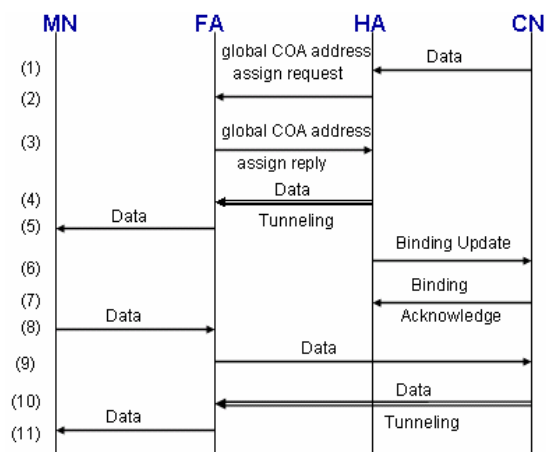 MN FA HA CN
global COA address
assign request
(1) Data
(2)
(3) global COA address
assign reply
(4) Data
Tunneling
(5) Data
Binding Update
(6)
(7) Binding
Acknowledge
(8) Data
(9) Data
(10) Data
Tunneling
(11) Data